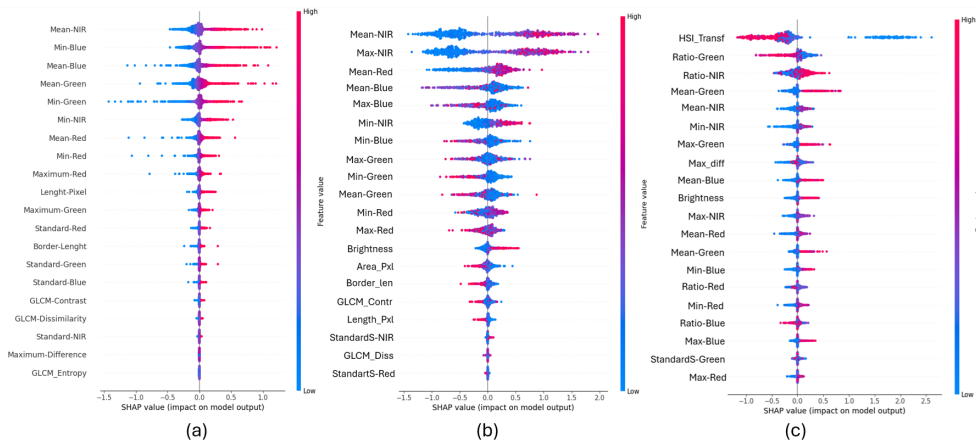 High
Mean-NIR
Min-Blue
Mean-Blue
Mean-Green
Min-Green
Min-NIR
Mean-Red
Min-Red
Maximum-Red
Lenght-Pixel
Maximum-Green
Standard-Red
Border-Lenght
Standard-Green
Standard-Blue
GLCM-Contrast
GLCM-Dissimilarity
Standard-NIR
Maximum-Difference
GLCM_Entropy
Feature value
Low
−1.5 −1.0 −0.5 0.0 0.5 1.0
SHAP value (impact on model output)
(a)
High
Mean-NIR
Max-NIR
Mean-Red
Mean-Blue
Max-Blue
Min-NIR
Min-Blue
Max-Green
Min-Green
Mean-Green
Min-Red
Max-Red
Brightness
Area_Pxl
Border_len
GLCM_Contr
Length_Pxl
StandardS-NIR
GLCM_Diss
StandartS-Red
Feature value
Low
−1.5 −1.0 −0.5 0.0 0.5 1.0 1.5 2.0
SHAP value (impact on model output)
(b)
High
HSI_Transf
Ratio-Green
Ratio-NIR
Mean-Green
Mean-NIR
Min-NIR
Max-Green
Max_diff
Mean-Blue
Brightness
Max-NIR
Mean-Red
Mean-Green
Min-Blue
Ratio-Red
Min-Red
Ratio-Blue
Max-Blue
StandardS-Green
Max-Red
Low
−1.0 −0.5 0.0 0.5 1.0 1.5 2.0 2.5
SHAP value (impact on model output)
(c)